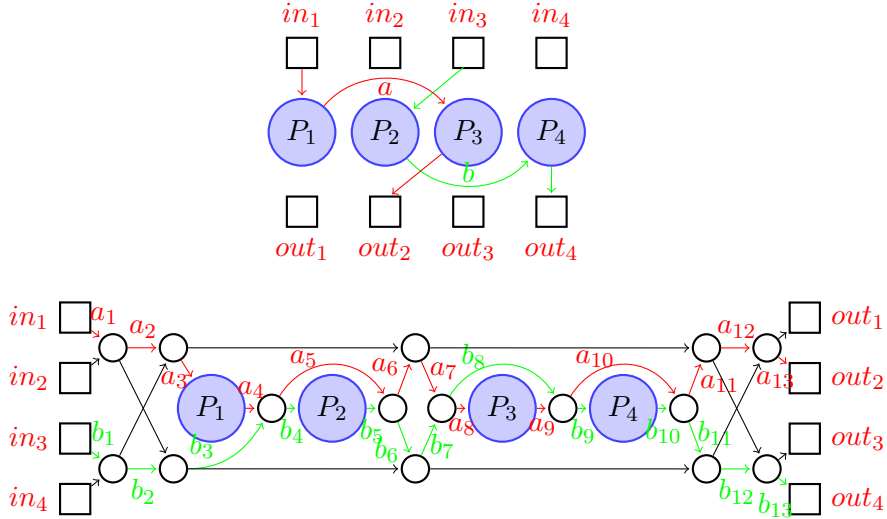 in₁ in₂ in₃ in₄
a
P₁ P₂ P₃ P₄
b
out₁ out₂ out₃ out₄
in₁ a₁ a₂ a₁₂ out₁
a₅ a₆ a₇ b₈ a₁₀
in₂ a₃ a₁₁ a₁₃ out₂
P₁ a₄ P₂ P₃ P₄
b₄ b₅ a₈ a₉ b₉ b₁₀
in₃ b₁ b₃ b₆ b₇ b₁₁ out₃
in₄ b₂ b₁₂ b₁₃ out₄